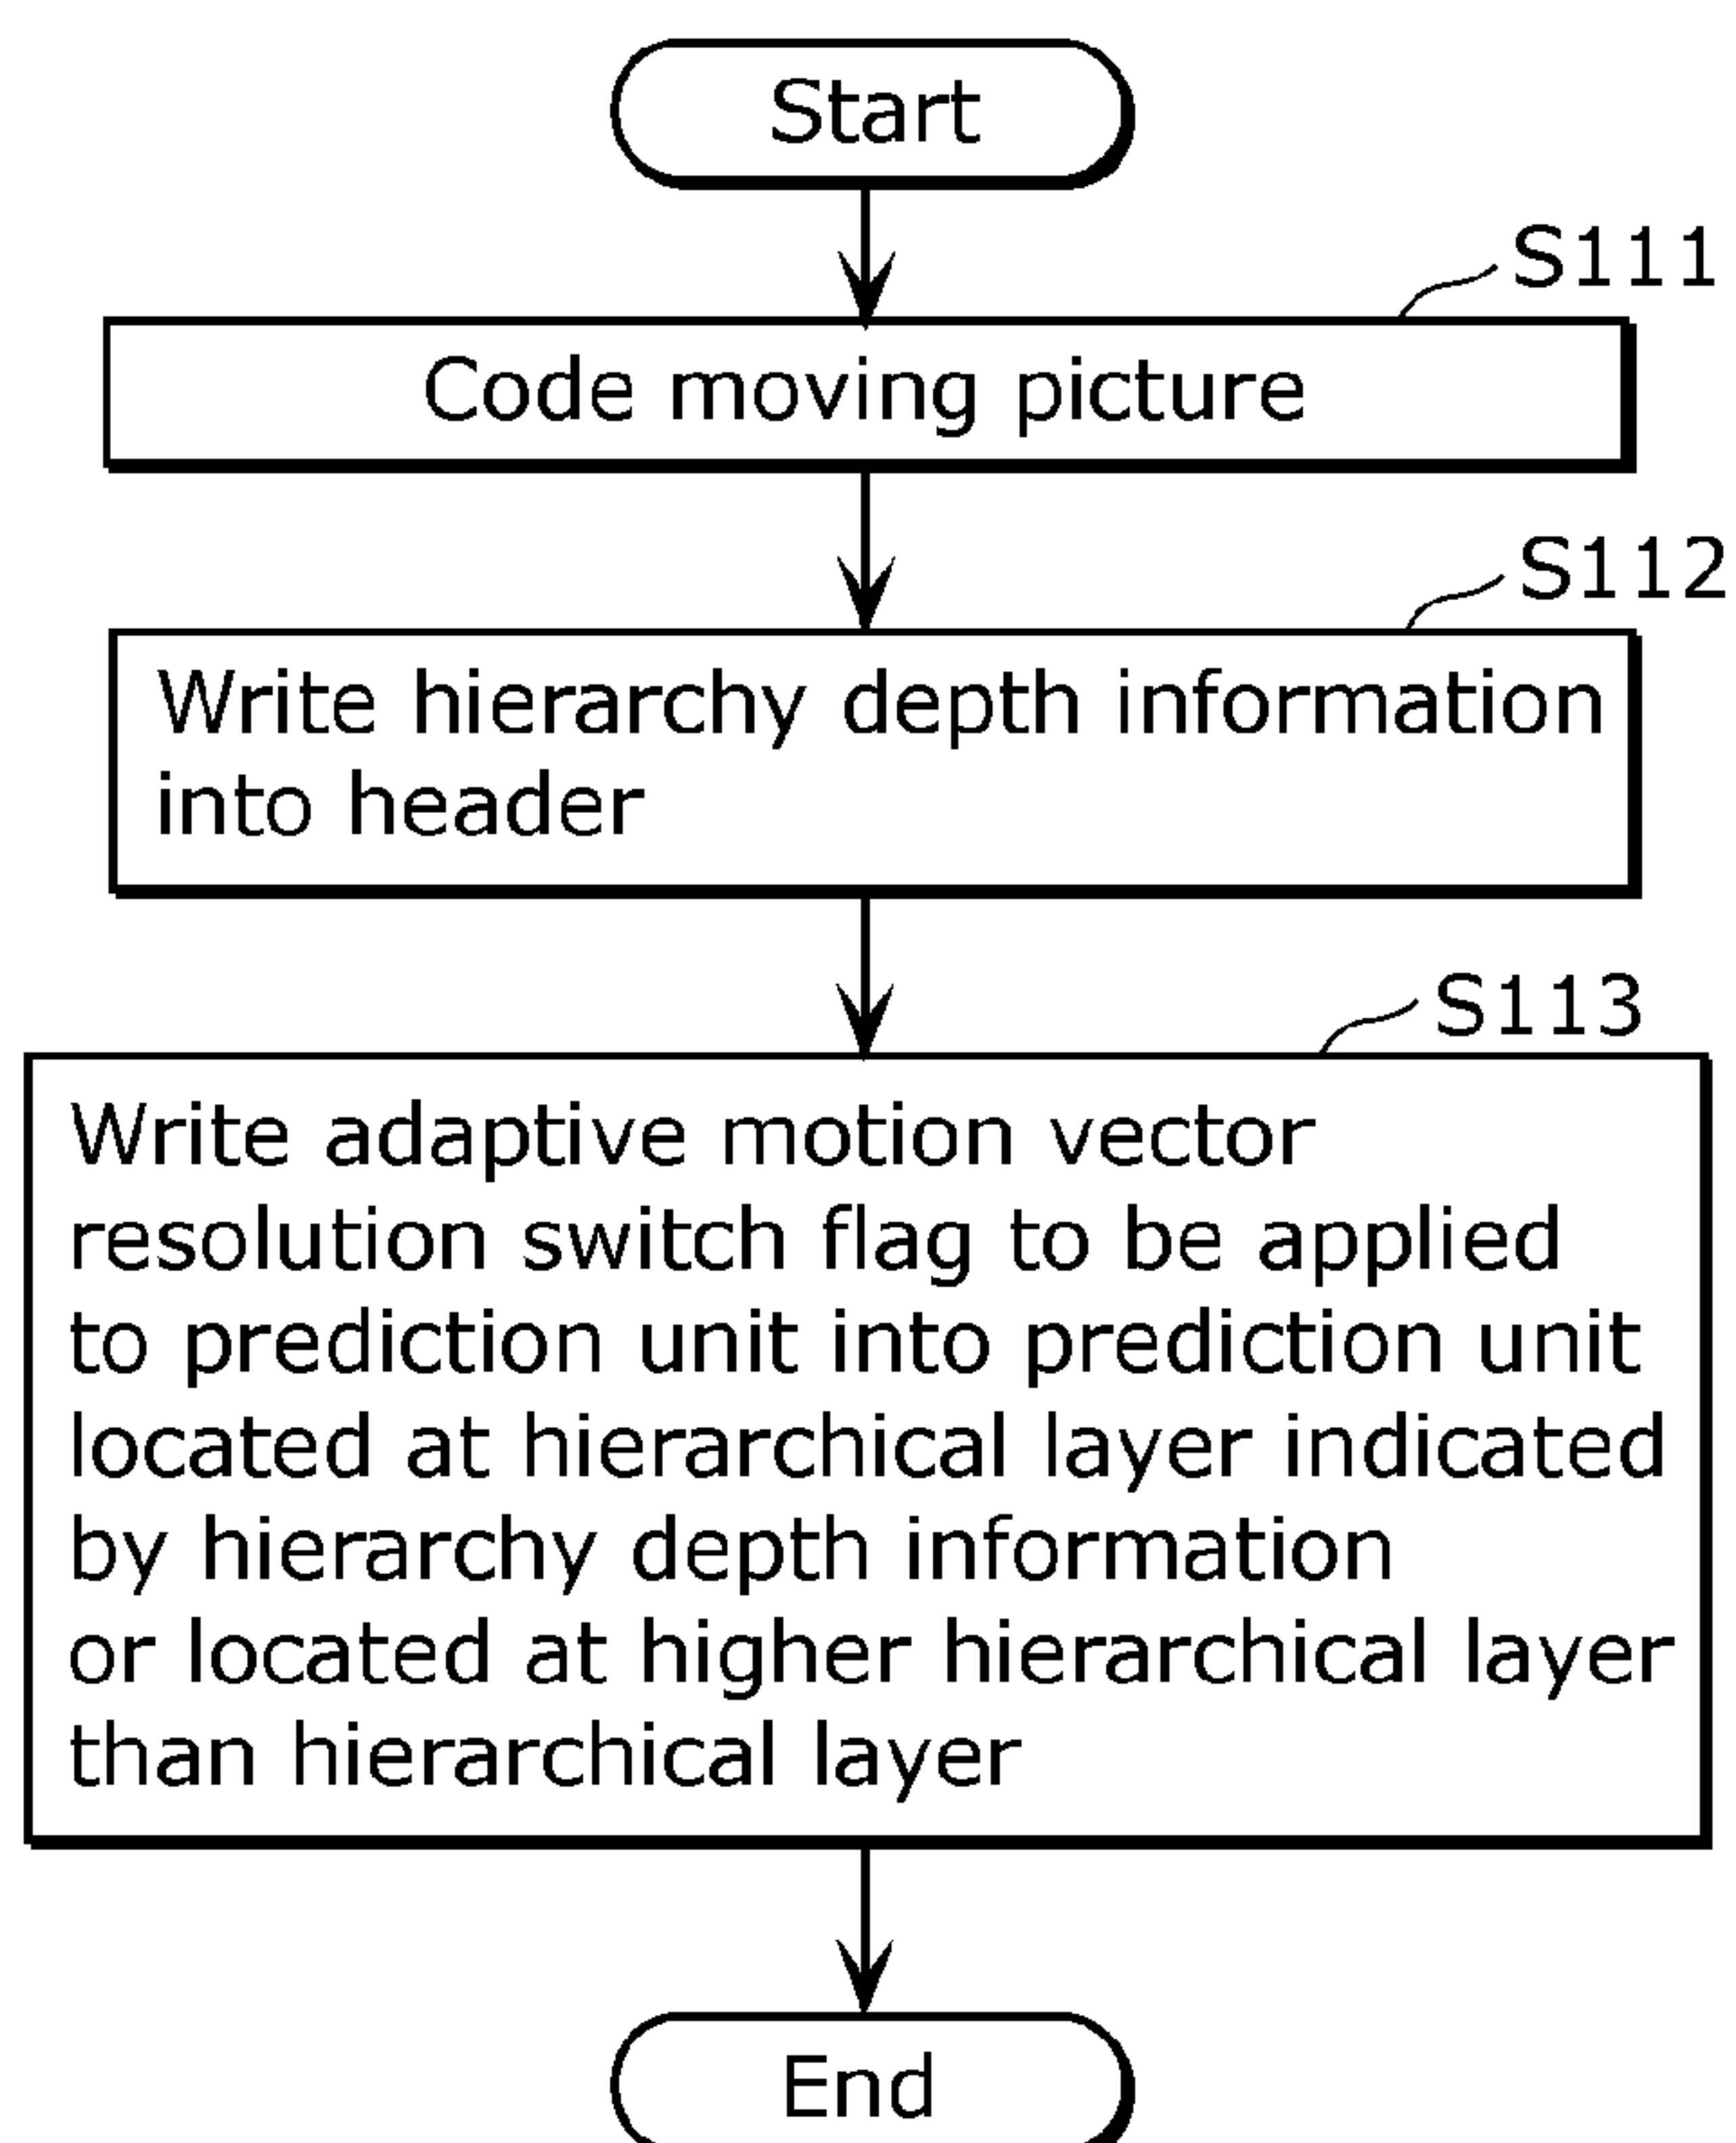 Start
S111
Code moving picture
S112
Write hierarchy depth information
into header
S113
Write adaptive motion vector
resolution switch flag to be applied
to prediction unit into prediction unit
located at hierarchical layer indicated
by hierarchy depth information
or located at higher hierarchical layer
than hierarchical layer
End